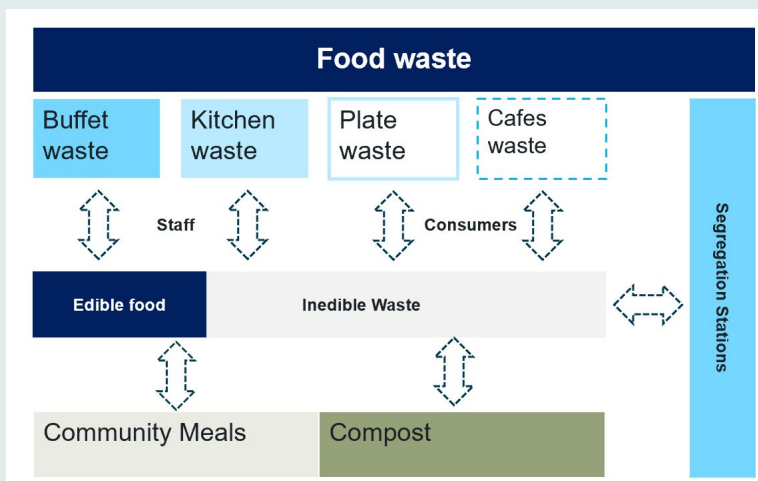 Food waste
Buffet
waste
Kitchen
waste
Plate
waste
Cafes
waste
Staff
Consumers
Segregation Stations
Edible food
Inedible Waste
Community Meals
Compost